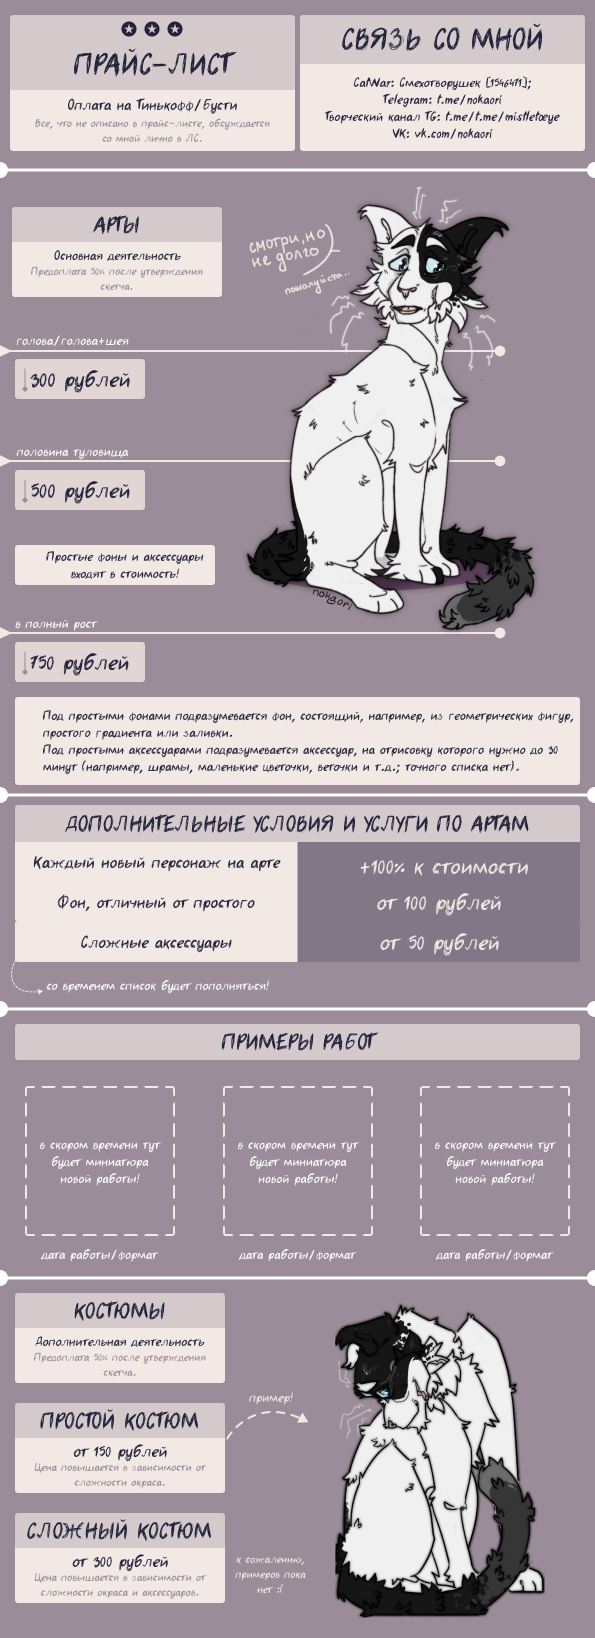 ПРАЙС-ЛИСТ
Оплата на Тинькофф/Бусти
Все, что не описано в прайс-листе, обсуждается
со мной лично в ЛС.
СВЯЗЬ СО МНОЙ
CatWar: Смехотворушек [1546471];
Telegram: t.me/nokaori
Творческий канал TG: t.me/t.me/mistletoeye
VK: vk.com/nokaori
АРТЫ
Основная деятельность
Предоплата 50% после утверждения
скетча.
смотри, но
не долго
пожалуйста...
голова/голова+шея
300 рублей
половина туловища
500 рублей
Простые фоны и аксессуары
входят в стоимость!
nokaori
в полный рост
750 рублей
Под простыми фонами подразумевается фон, состоящий, например, из геометрических фигур,
простого градиента или заливки.
Под простыми аксессуарами подразумевается аксессуар, на отрисовку которого нужно до 30
минут (например, шрамы, маленькие цветочки, веточки и т.д.; точного списка нет).
ДОПОЛНИТЕЛЬНЫЕ УСЛОВИЯ И УСЛУГИ ПО АРТАМ
Каждый новый персонаж на арте
+100% к стоимости
Фон, отличный от простого
от 100 рублей
Сложные аксессуары
от 50 рублей
со временем список будет пополняться!
ПРИМЕРЫ РАБОТ
в скором времени тут
будет миниатюра
новой работы!
в скором времени тут
будет миниатюра
новой работы!
в скором времени тут
будет миниатюра
новой работы!
дата работы/формат
дата работы/формат
дата работы/формат
КОСТЮМЫ
Дополнительная деятельность
Предоплата 50% после утверждения
скетча.
пример!
ПРОСТОЙ КОСТЮМ
от 150 рублей
Цена повышается в зависимости от
сложности окраса.
СЛОЖНЫЙ КОСТЮМ
от 300 рублей
Цена повышается в зависимости от
сложности окраса и аксессуаров.
к сожалению,
примеров пока
нет :(